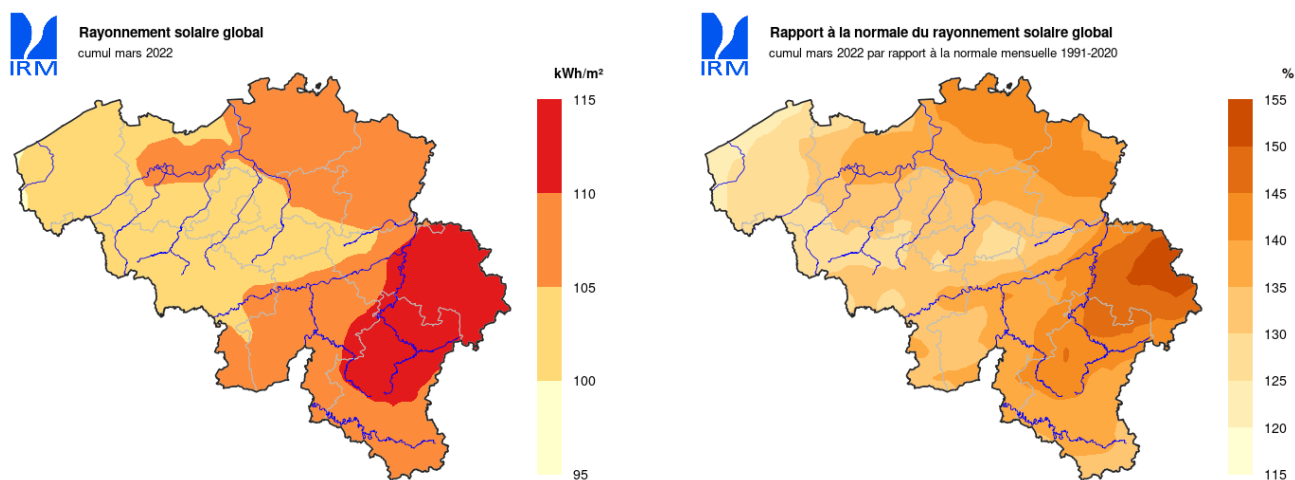 IRM
Rayonnement solaire global
cumul mars 2022
kWh/m²
115
110
105
100
95
IRM
Rapport à la normale du rayonnement solaire global
cumul mars 2022 par rapport à la normale mensuelle 1991-2020
%
155
150
145
140
135
130
125
120
115